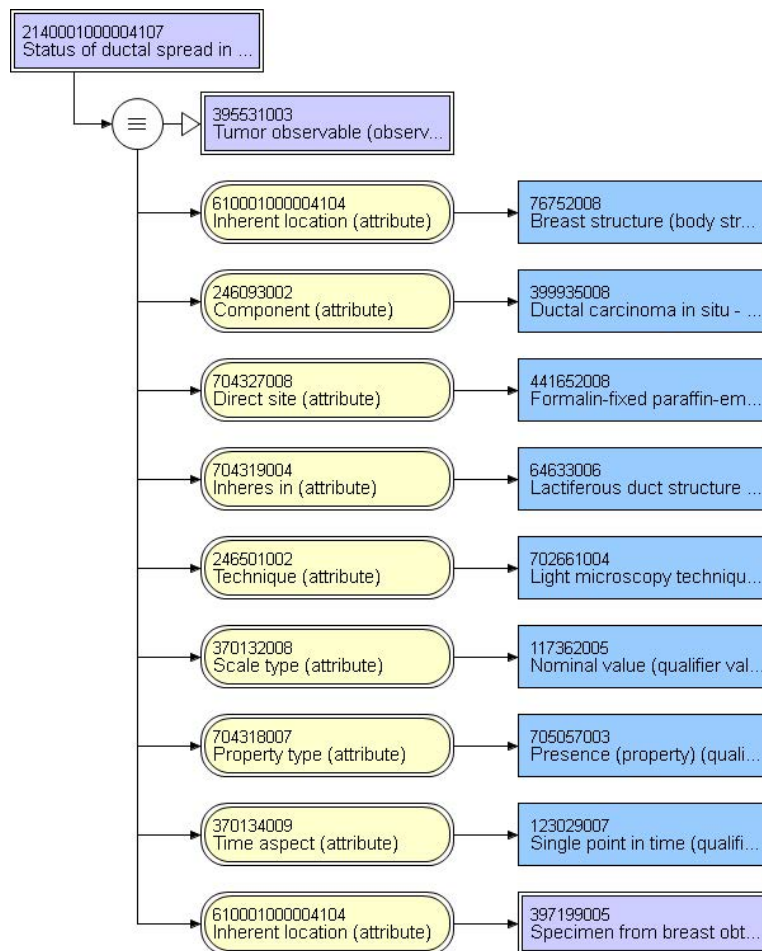 2140001000004107
Status of ductal spread in ...
395531003
Tumor observable (observ...
610001000004104
Inherent location (attribute)
76752008
Breast structure (body str...
246093002
Component (attribute)
399935008
Ductal carcinoma in situ - ...
704327008
Direct site (attribute)
441652008
Formalin-fixed paraffin-em...
704319004
Inheres in (attribute)
64633006
Lactiferous duct structure ...
246501002
Technique (attribute)
702661004
Light microscopy techniqu...
370132008
Scale type (attribute)
117362005
Nominal value (qualifier val...
704318007
Property type (attribute)
705057003
Presence (property) (quali...
370134009
Time aspect (attribute)
123029007
Single point in time (qualifi...
610001000004104
Inherent location (attribute)
397199005
Specimen from breast obt...